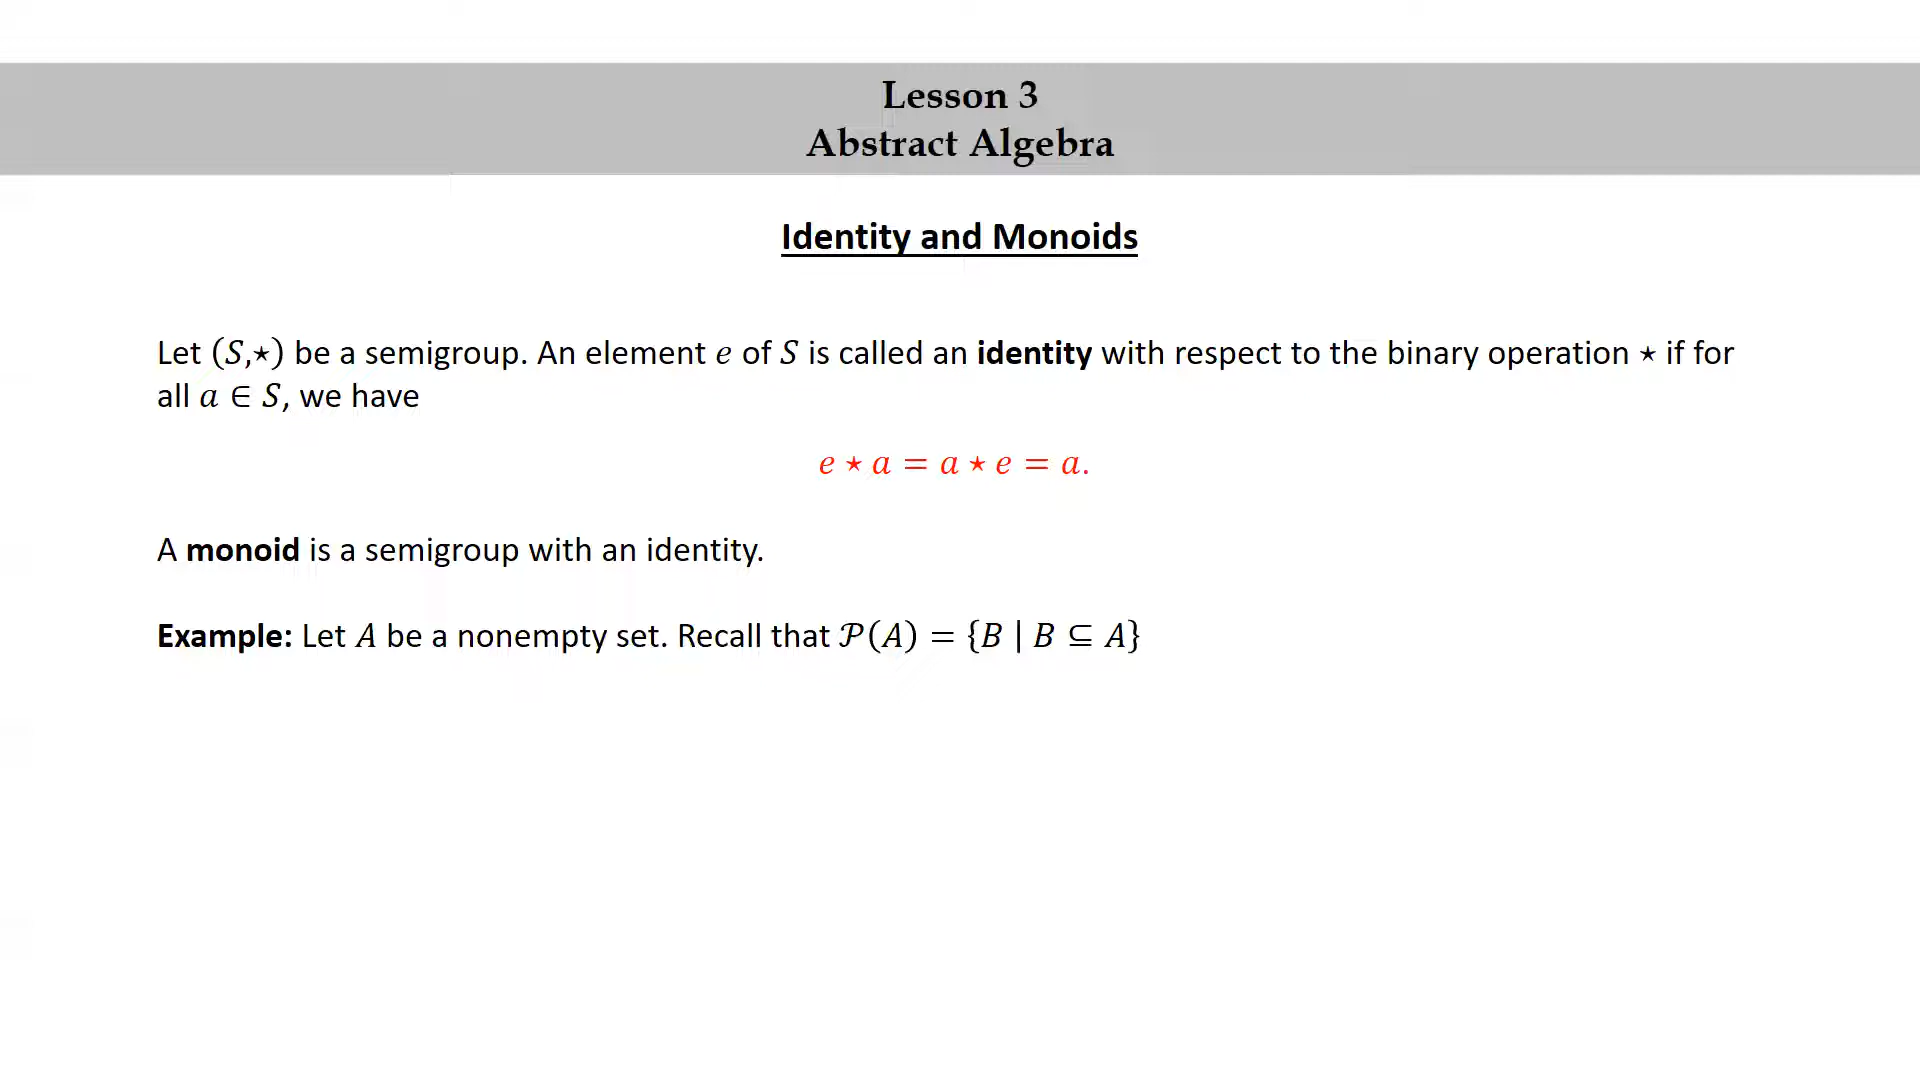 Lesson 3
Abstract Algebra
Identity and Monoids
Let (𝑆,⋆) be a semigroup. An element 𝑒 of 𝑆 is called an identity with respect to the binary operation ⋆ if for
all 𝑎 ∈ 𝑆, we have
𝑒 ⋆ 𝑎 = 𝑎 ⋆ 𝑒 = 𝑎.
A monoid is a semigroup with an identity.
Example: Let 𝐴 be a nonempty set. Recall that 𝒫(𝐴) = {𝐵 | 𝐵 ⊆ 𝐴}